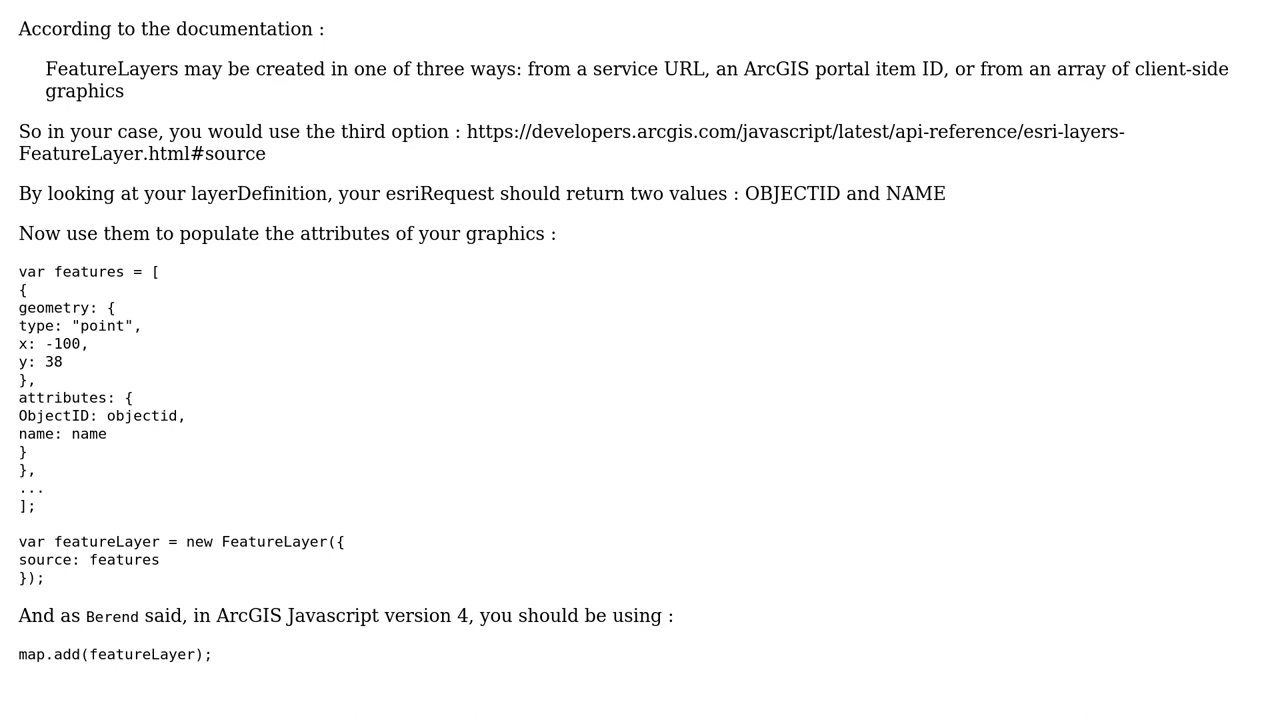 According to the documentation :
FeatureLayers may be created in one of three ways: from a service URL, an ArcGIS portal item ID, or from an array of client-side
graphics
So in your case, you would use the third option : https://developers.arcgis.com/javascript/latest/api-reference/esri-layers-
FeatureLayer.html#source
By looking at your layerDefinition, your esriRequest should return two values : OBJECTID and NAME
Now use them to populate the attributes of your graphics :
var features = [
{
geometry: {
type: "point",
x: -100,
y: 38
},
attributes: {
ObjectID: objectid,
name: name
}
},
...
];
var featureLayer = new FeatureLayer({
source: features
});
And as Berend said, in ArcGIS Javascript version 4, you should be using :
map.add(featureLayer);